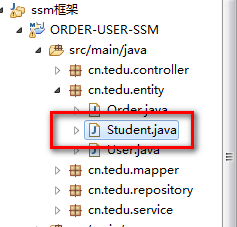 ssm框架
ORDER-USER-SSM
src/main/java
cn.tedu.controller
cn.tedu.entity
Order.java
Student.java
User.java
cn.tedu.mapper
cn.tedu.repository
cn.tedu.service